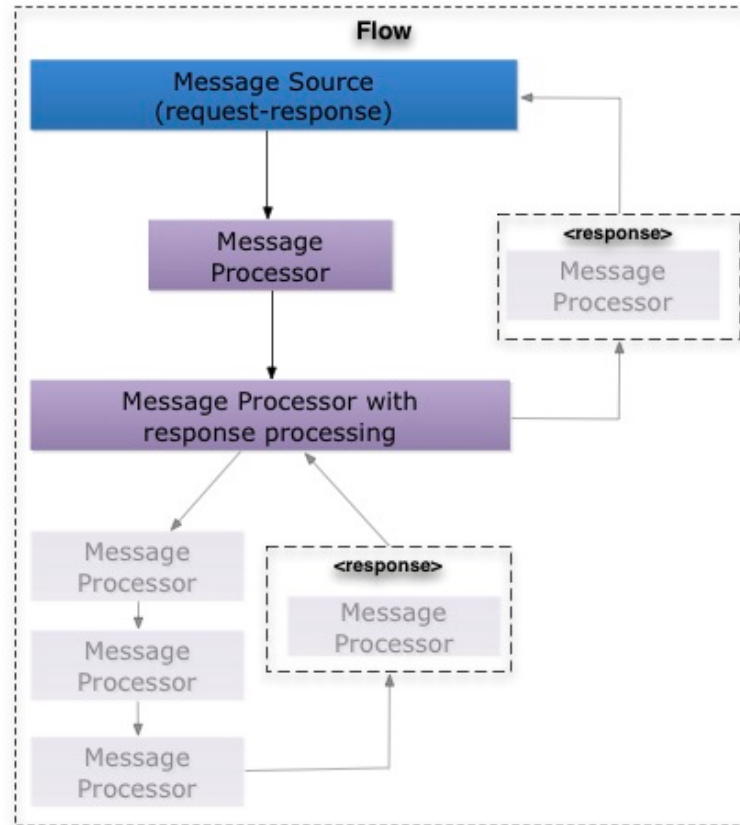 Flow
Message Source
(request-response)
<response>
Message
Processor
Message
Processor
Message Processor with
response processing
Message
Processor
<response>
Message
Processor
Message
Processor
Message
Processor